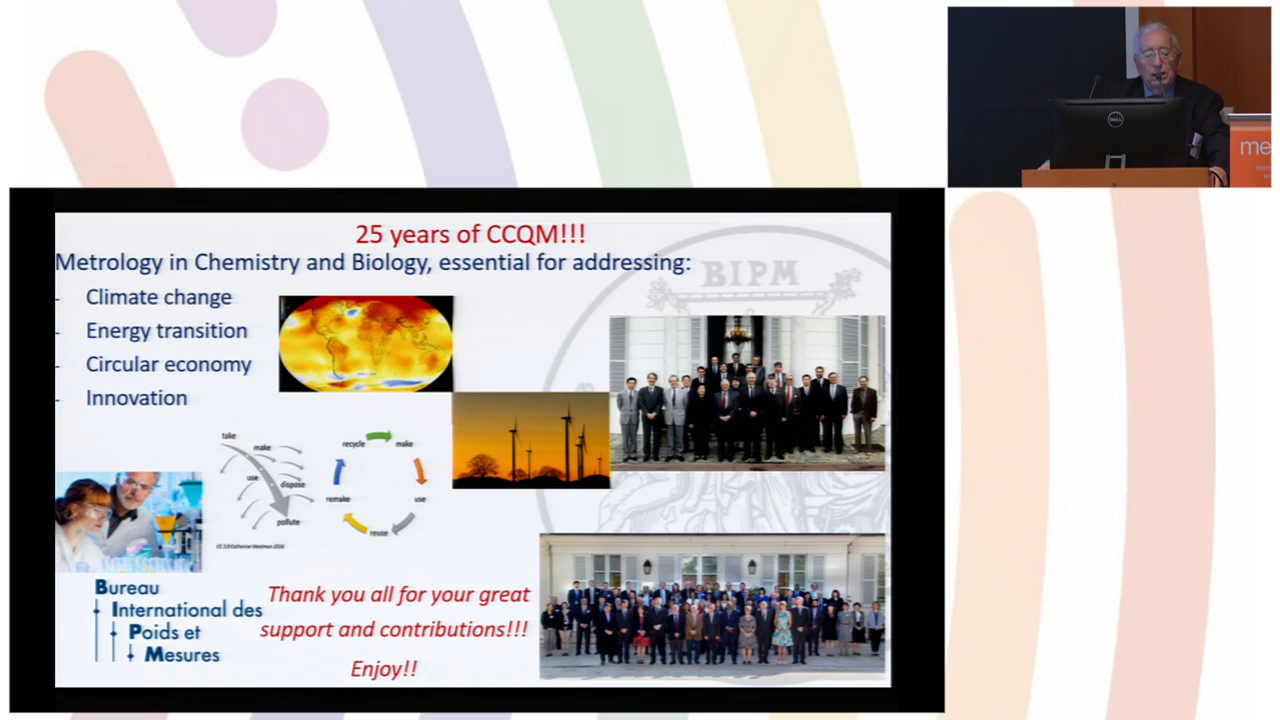 25 years of CCQM!!!
Metrology in Chemistry and Biology, essential for addressing:
- Climate change
- Energy transition
- Circular economy
- Innovation
BIPM
take
make
use
dispose
pollute
recycle
make
use
reuse
remake
Bureau
International des
Poids et
Mesures
Thank you all for your great
support and contributions!!!
Enjoy!!
DELL
me